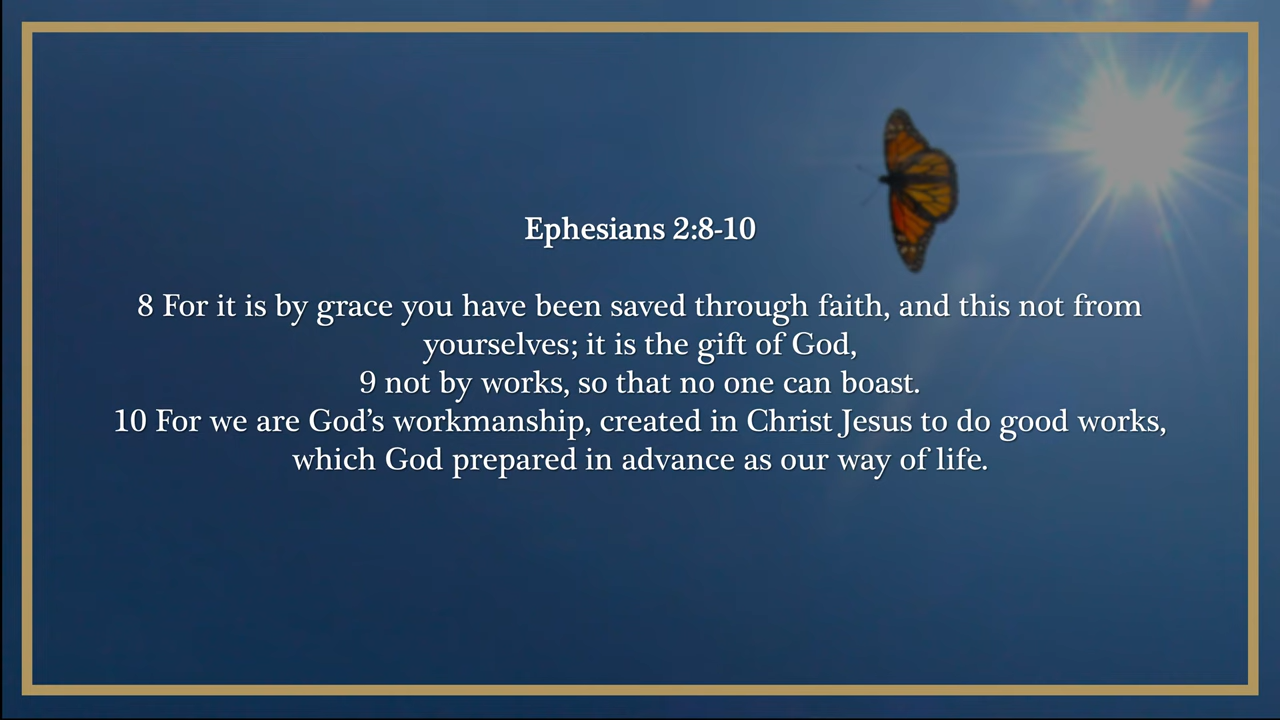 Ephesians 2:8-10
8 For it is by grace you have been saved through faith, and this not from
yourselves; it is the gift of God,
9 not by works, so that no one can boast.
10 For we are God’s workmanship, created in Christ Jesus to do good works,
which God prepared in advance as our way of life.